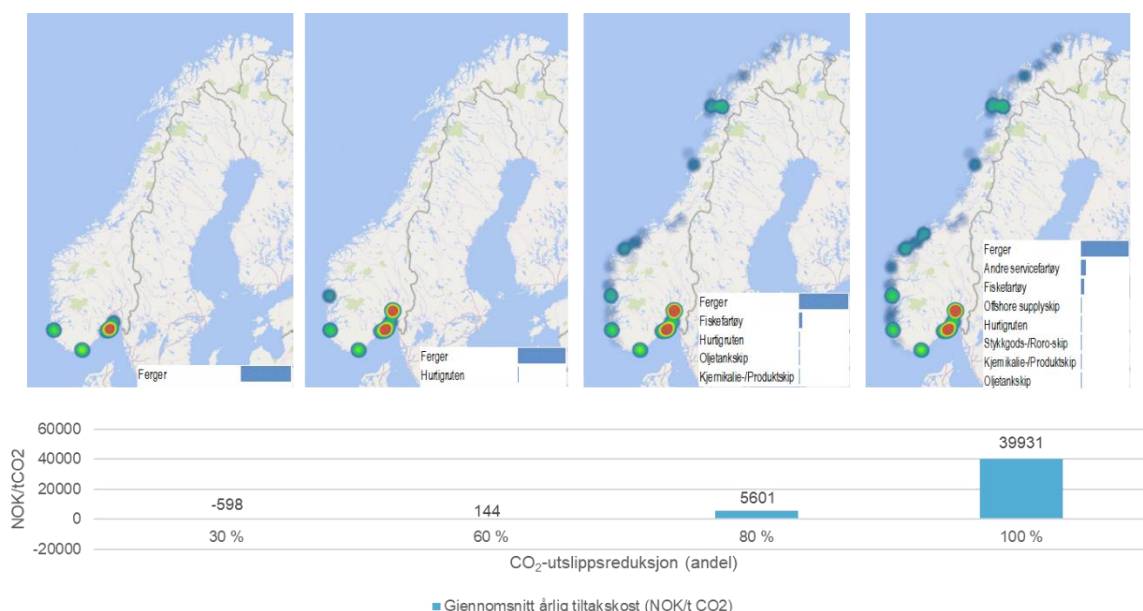 Ferger
Ferger
Hurtigruten
Ferger
Fiskefartøy
Hurtigruten
Oljetankskip
Kjemikalie-/Produktskip
Ferger
Andre servicefartøy
Fiskefartøy
Offshore supplyskip
Hurtigruten
Stykkgods-/Roro-skip
Kjemikalie-/Produktskip
Oljetankskip
NOK/tCO2
60000
40000
20000
0
-20000
-598
144
5601
39931
30 %
60 %
80 %
100 %
CO₂-utslippsreduksjon (andel)
Gjennomsnitt årlig tiltakskost (NOK/t CO2)